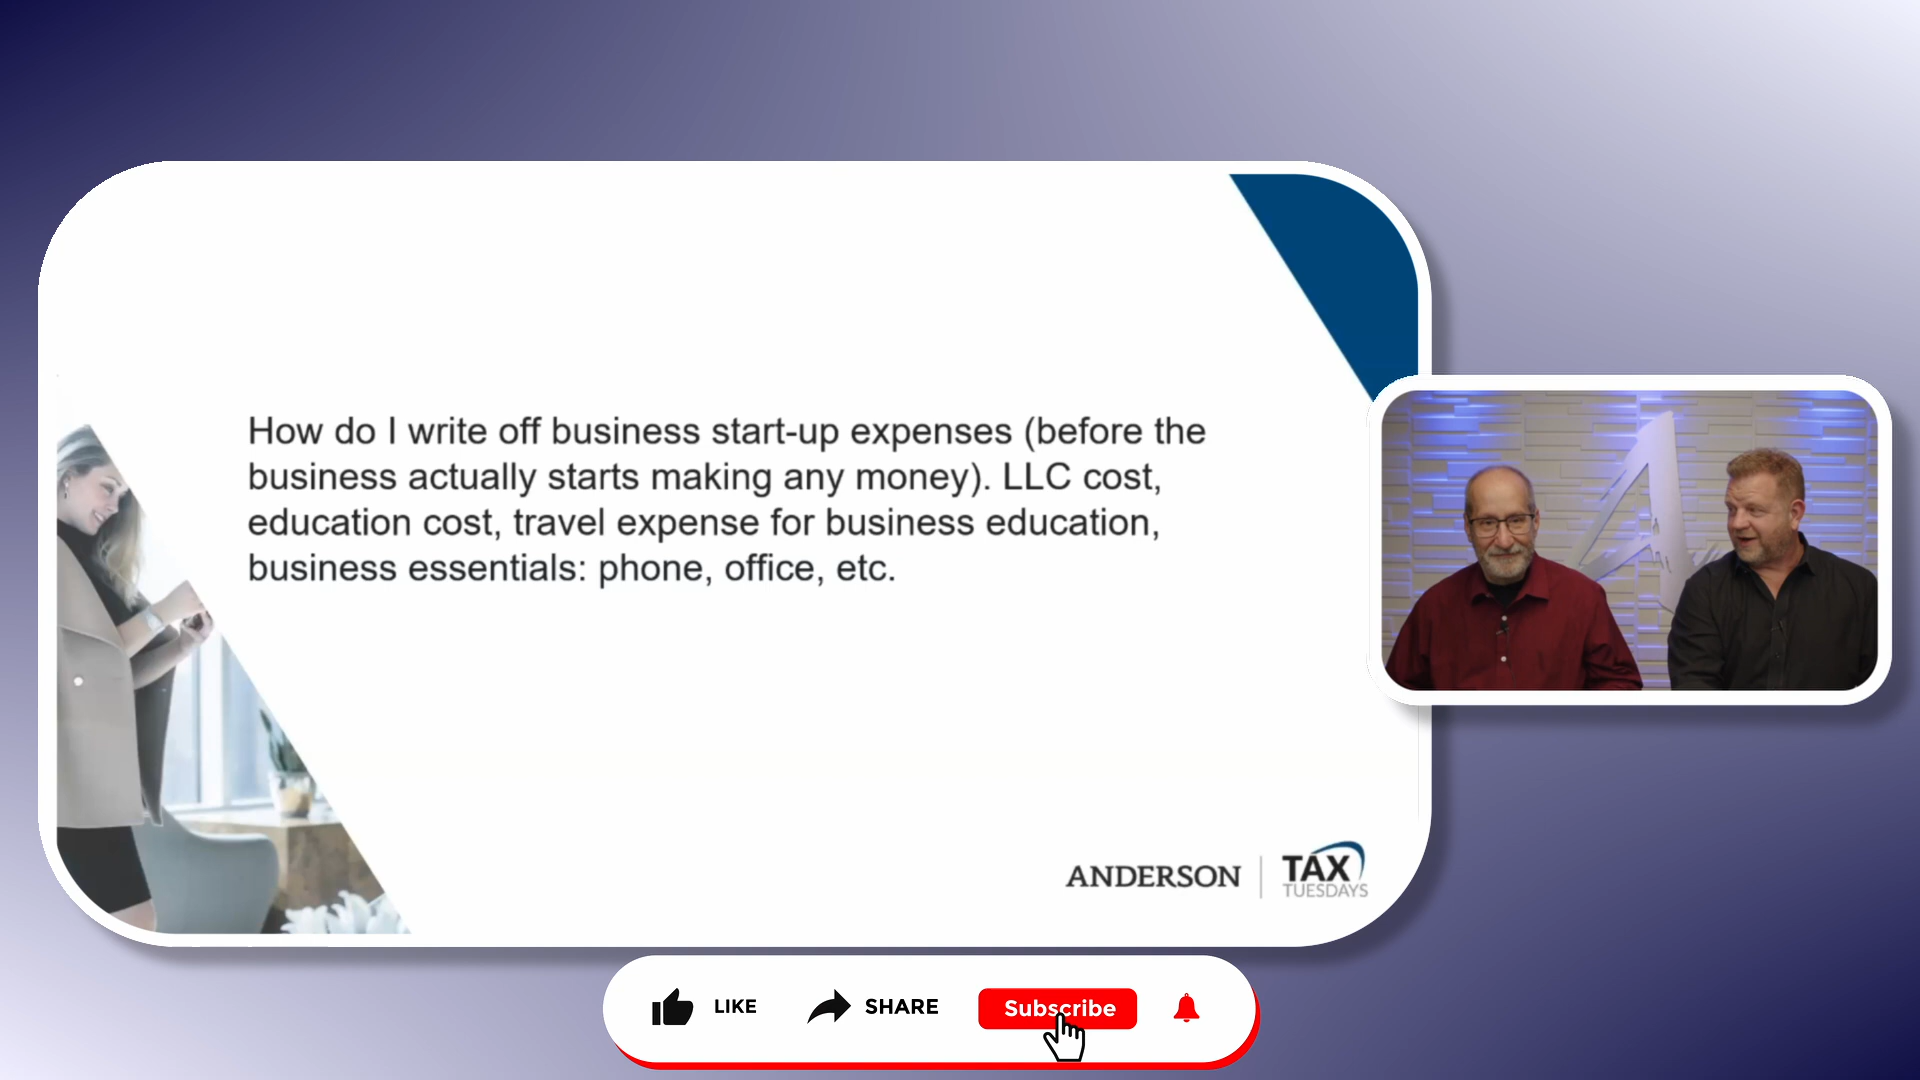 How do I write off business start-up expenses (before the
business actually starts making any money). LLC cost,
education cost, travel expense for business education,
business essentials: phone, office, etc.
ANDERSON
TAX
TUESDAYS
LIKE
SHARE
Subscribe